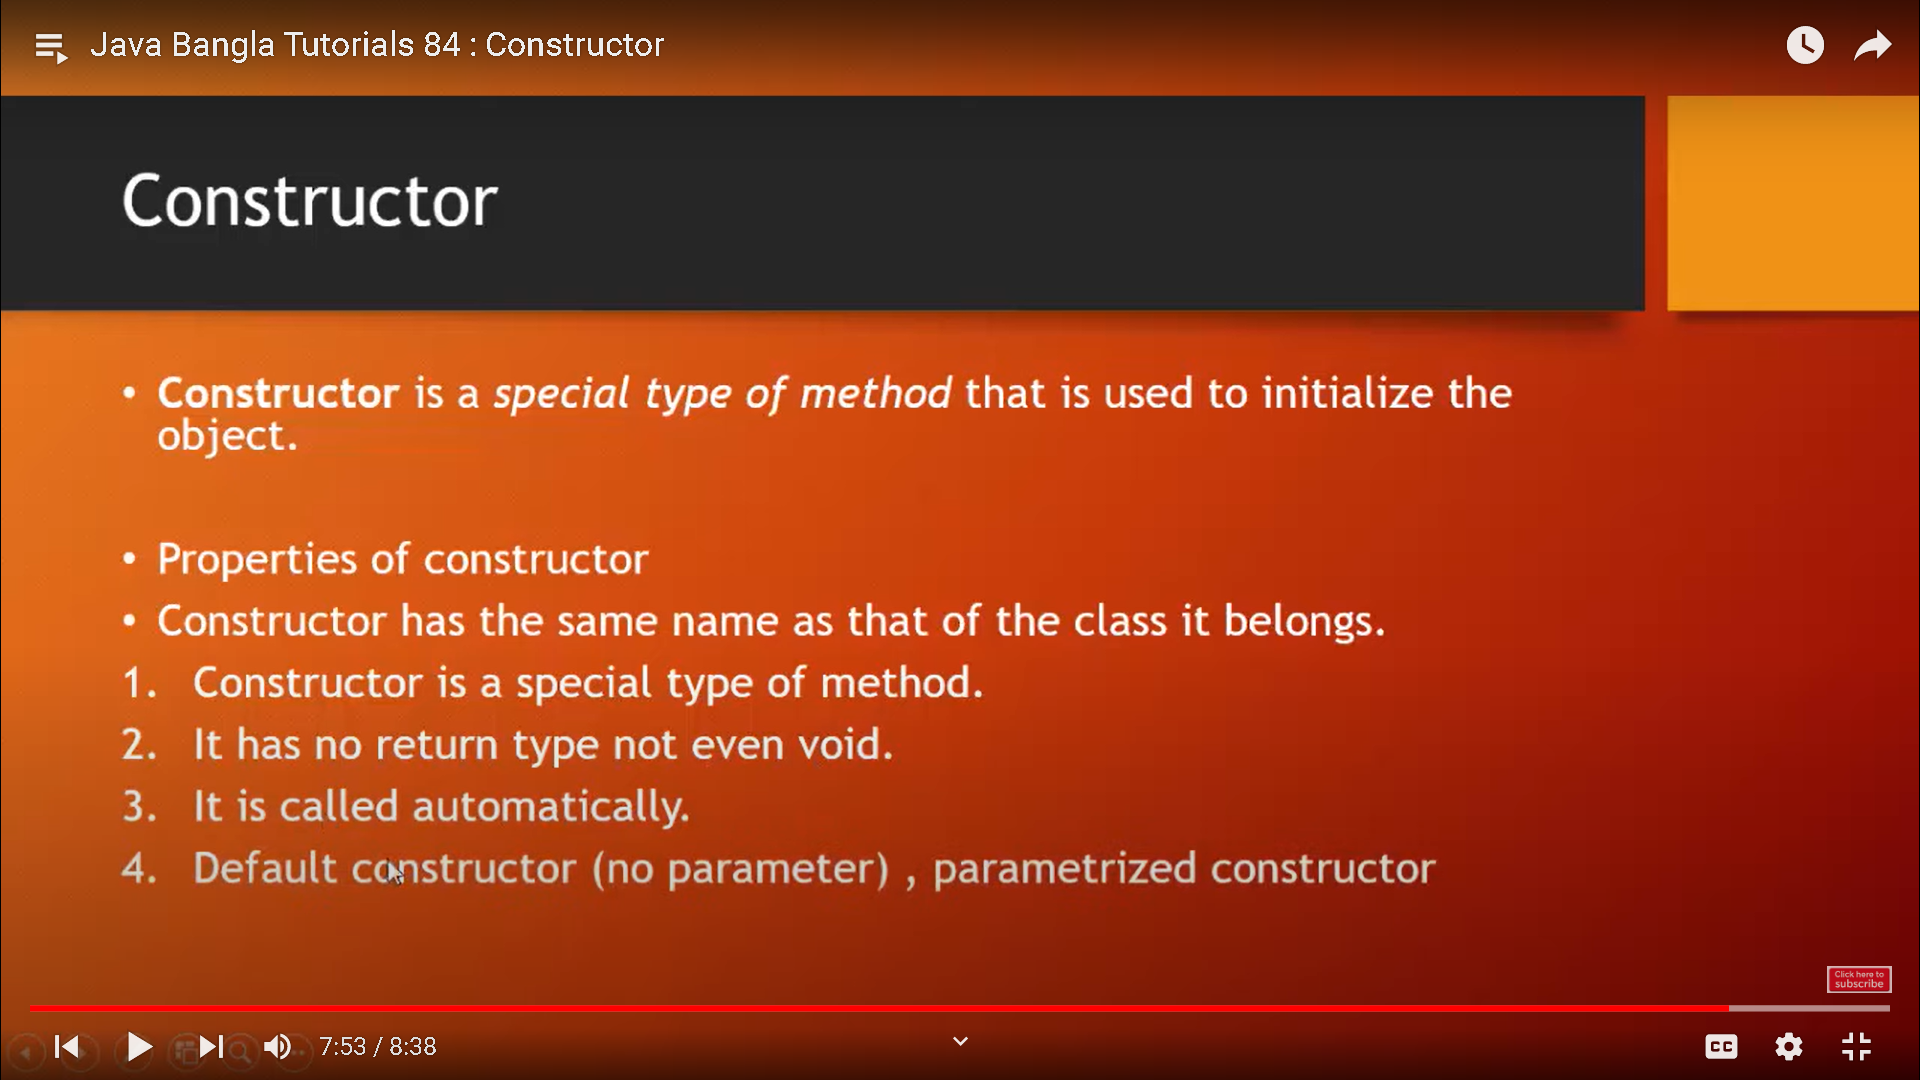 Java Bangla Tutorials 84 : Constructor
Constructor
• Constructor is a special type of method that is used to initialize the
object.
• Properties of constructor
• Constructor has the same name as that of the class it belongs.
1. Constructor is a special type of method.
2. It has no return type not even void.
3. It is called automatically.
4. Default constructor (no parameter) , parametrized constructor
Click here to
subscribe
7:53 / 8:38
CC